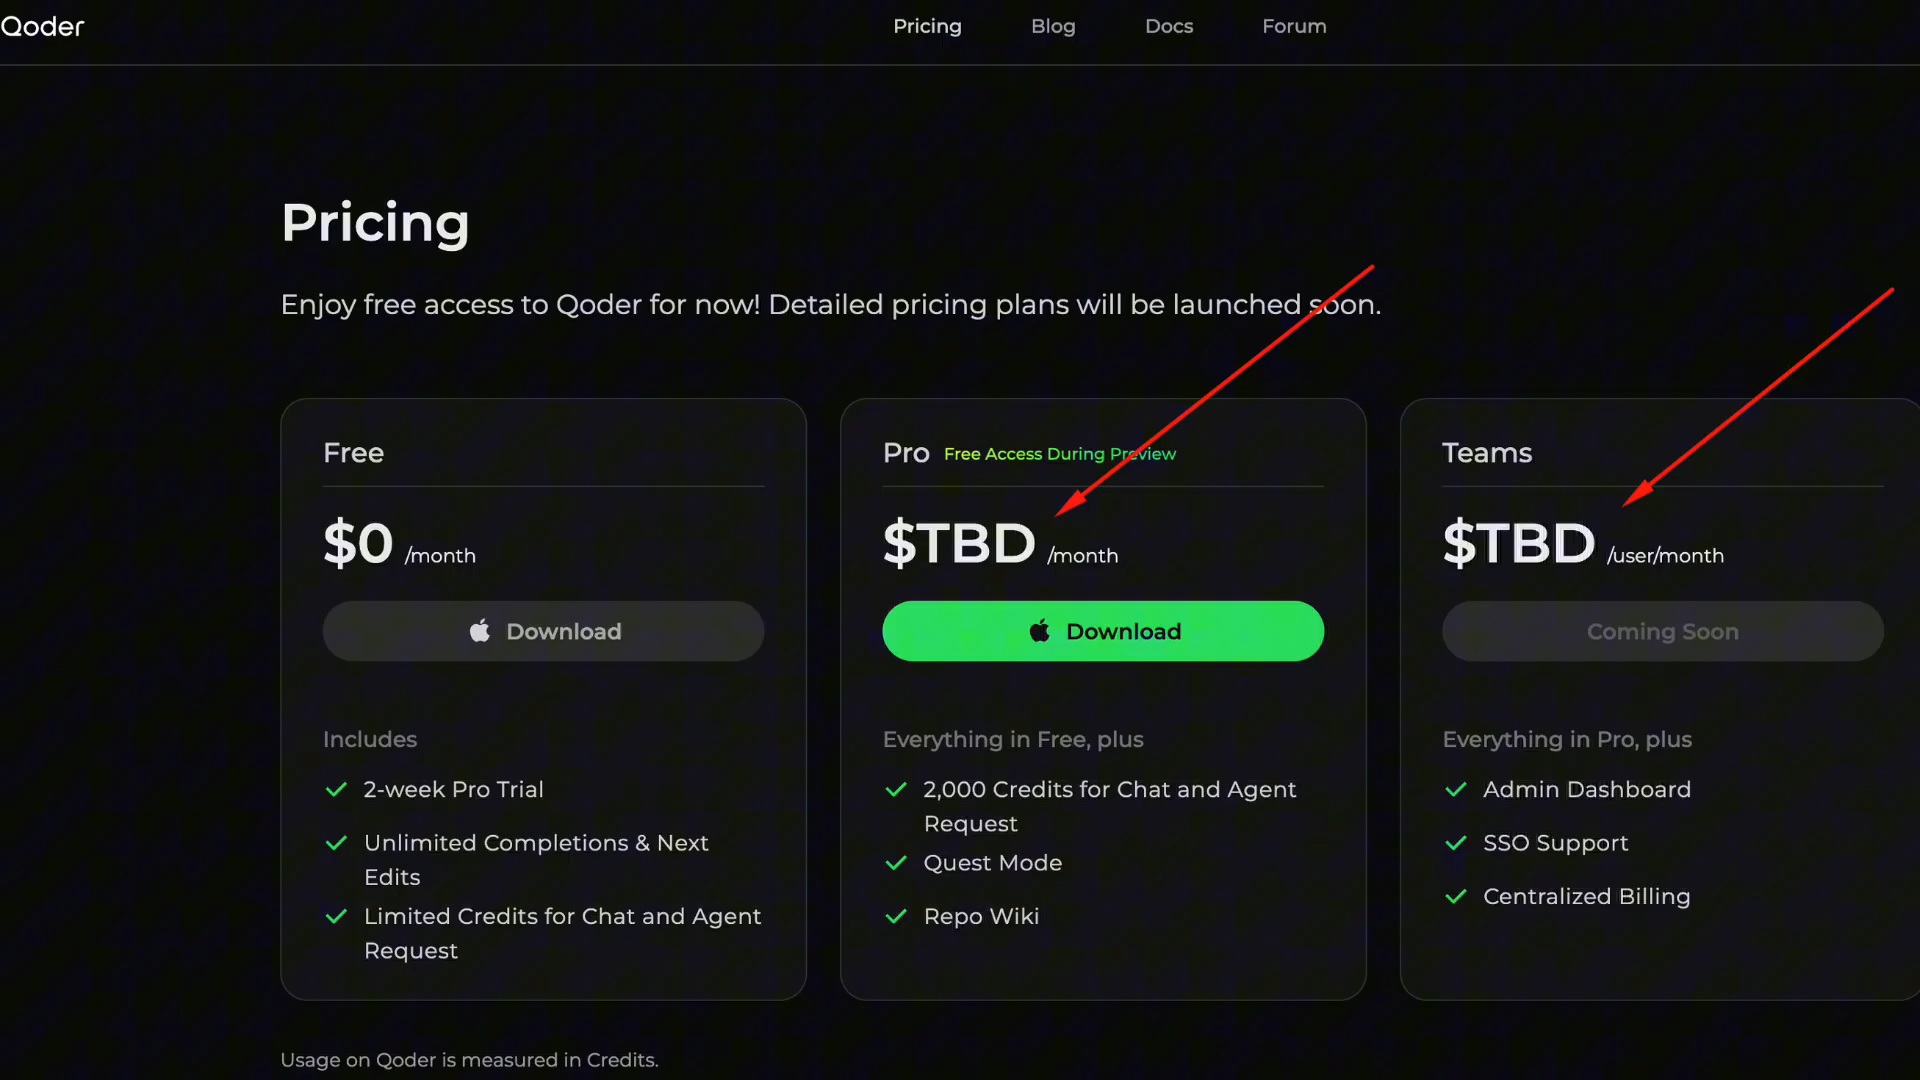 Qoder
Pricing
Blog
Docs
Forum
Pricing
Enjoy free access to Qoder for now! Detailed pricing plans will be launched soon.
Free
$0 /month
Download
Includes
2-week Pro Trial
Unlimited Completions & Next
Edits
Limited Credits for Chat and Agent
Request
Pro Free Access During Preview
$TBD /month
Download
Everything in Free, plus
2,000 Credits for Chat and Agent
Request
Quest Mode
Repo Wiki
Teams
$TBD /user/month
Coming Soon
Everything in Pro, plus
Admin Dashboard
SSO Support
Centralized Billing
Usage on Qoder is measured in Credits.